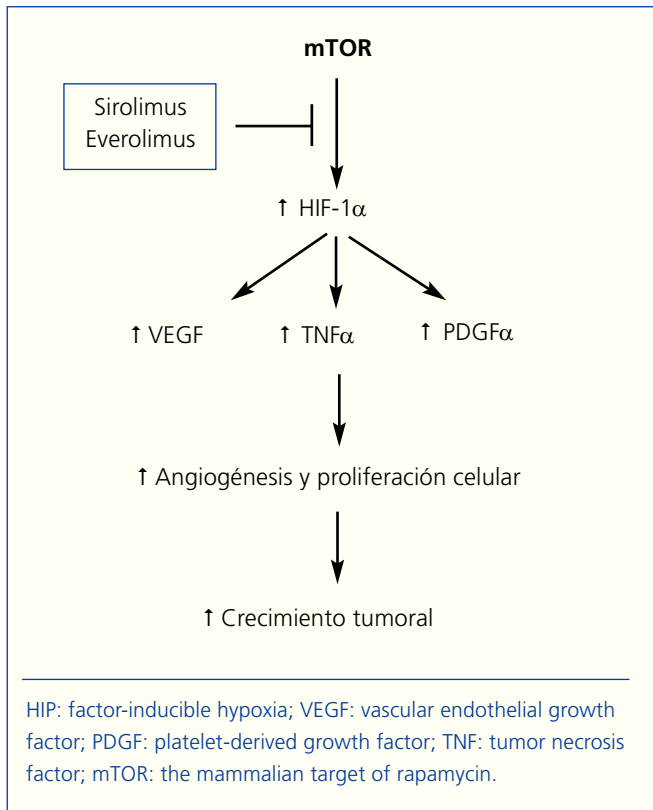 mTOR
Sirolimus
Everolimus
↑ HIF-1α
↑ VEGF ↑ TNFα ↑ PDGFα
↑ Angiogénesis y proliferación celular
↑ Crecimiento tumoral
HIP: factor-inducible hypoxia; VEGF: vascular endothelial growth
factor; PDGF: platelet-derived growth factor; TNF: tumor necrosis
factor; mTOR: the mammalian target of rapamycin.